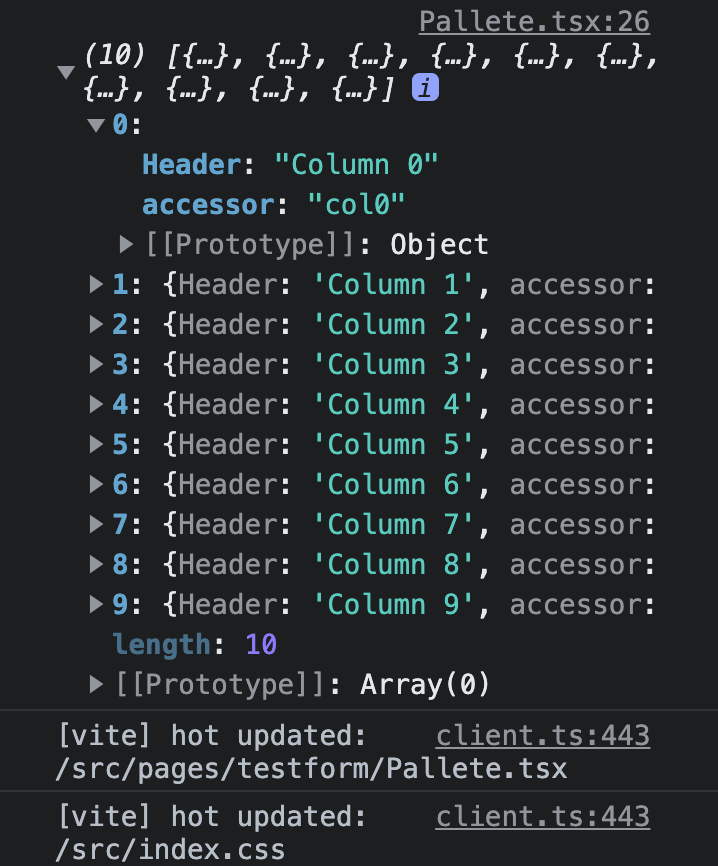 Pallete.tsx:26
(10) [{…}, {…}, {…}, {…}, {…}, {…},
{…}, {…}, {…}, {…}] i
0:
Header: "Column 0"
accessor: "col0"
[[Prototype]]: Object
1: {Header: 'Column 1', accessor:
2: {Header: 'Column 2', accessor:
3: {Header: 'Column 3', accessor:
4: {Header: 'Column 4', accessor:
5: {Header: 'Column 5', accessor:
6: {Header: 'Column 6', accessor:
7: {Header: 'Column 7', accessor:
8: {Header: 'Column 8', accessor:
9: {Header: 'Column 9', accessor:
length: 10
[[Prototype]]: Array(0)
[vite] hot updated: client.ts:443
/src/pages/testform/Pallete.tsx
[vite] hot updated: client.ts:443
/src/index.css